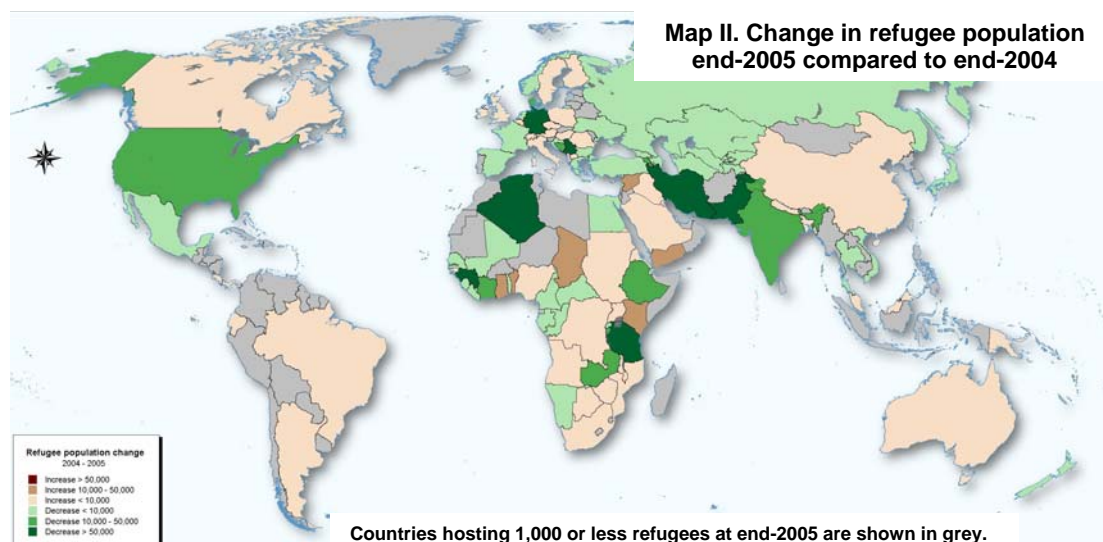 Map II. Change in refugee population
end-2005 compared to end-2004
Refugee population change
2004 - 2005
Increase > 50,000
Increase 10,000 - 50,000
Increase < 10,000
Decrease < 10,000
Decrease 10,000 - 50,000
Decrease > 50,000
Countries hosting 1,000 or less refugees at end-2005 are shown in grey.